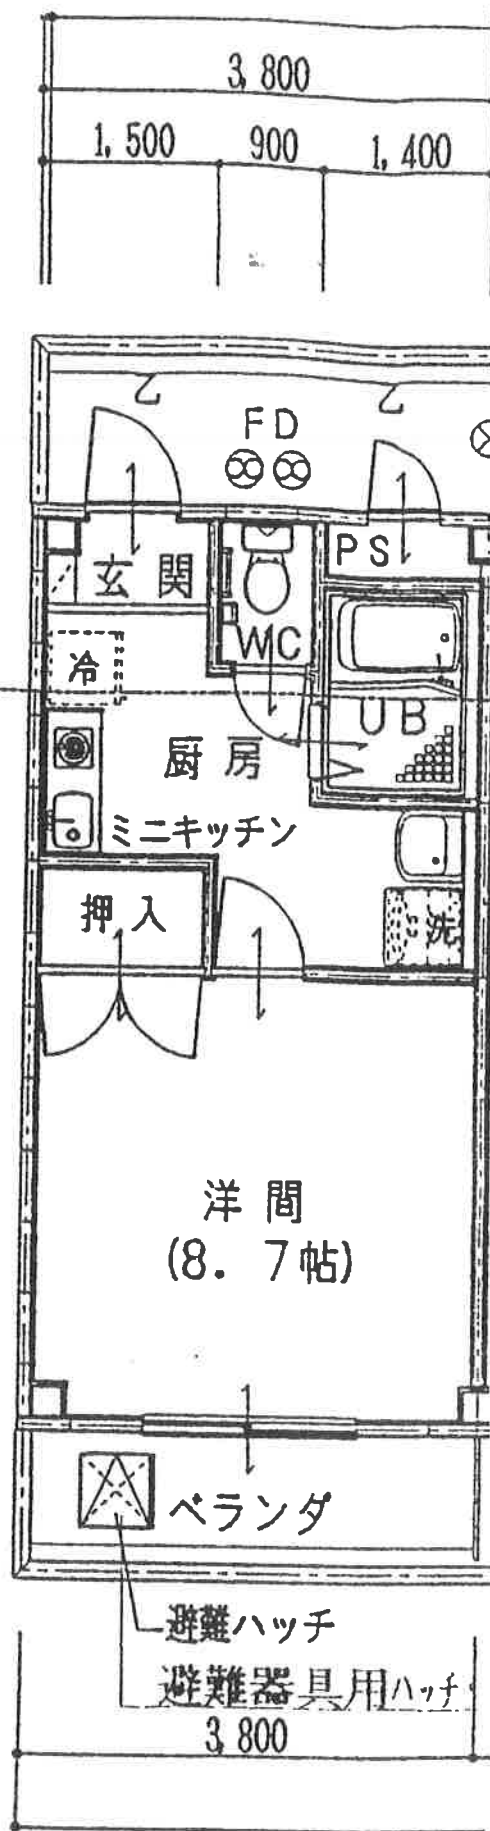 3,800
1,500 900 1,400
FD
玄関
PS
WC
冷
UB
厨房
ミニキッチン
押入
洗
洋間
(8.7帖)
ベランダ
避難ハッチ
避難器具用ハッチ
3,800